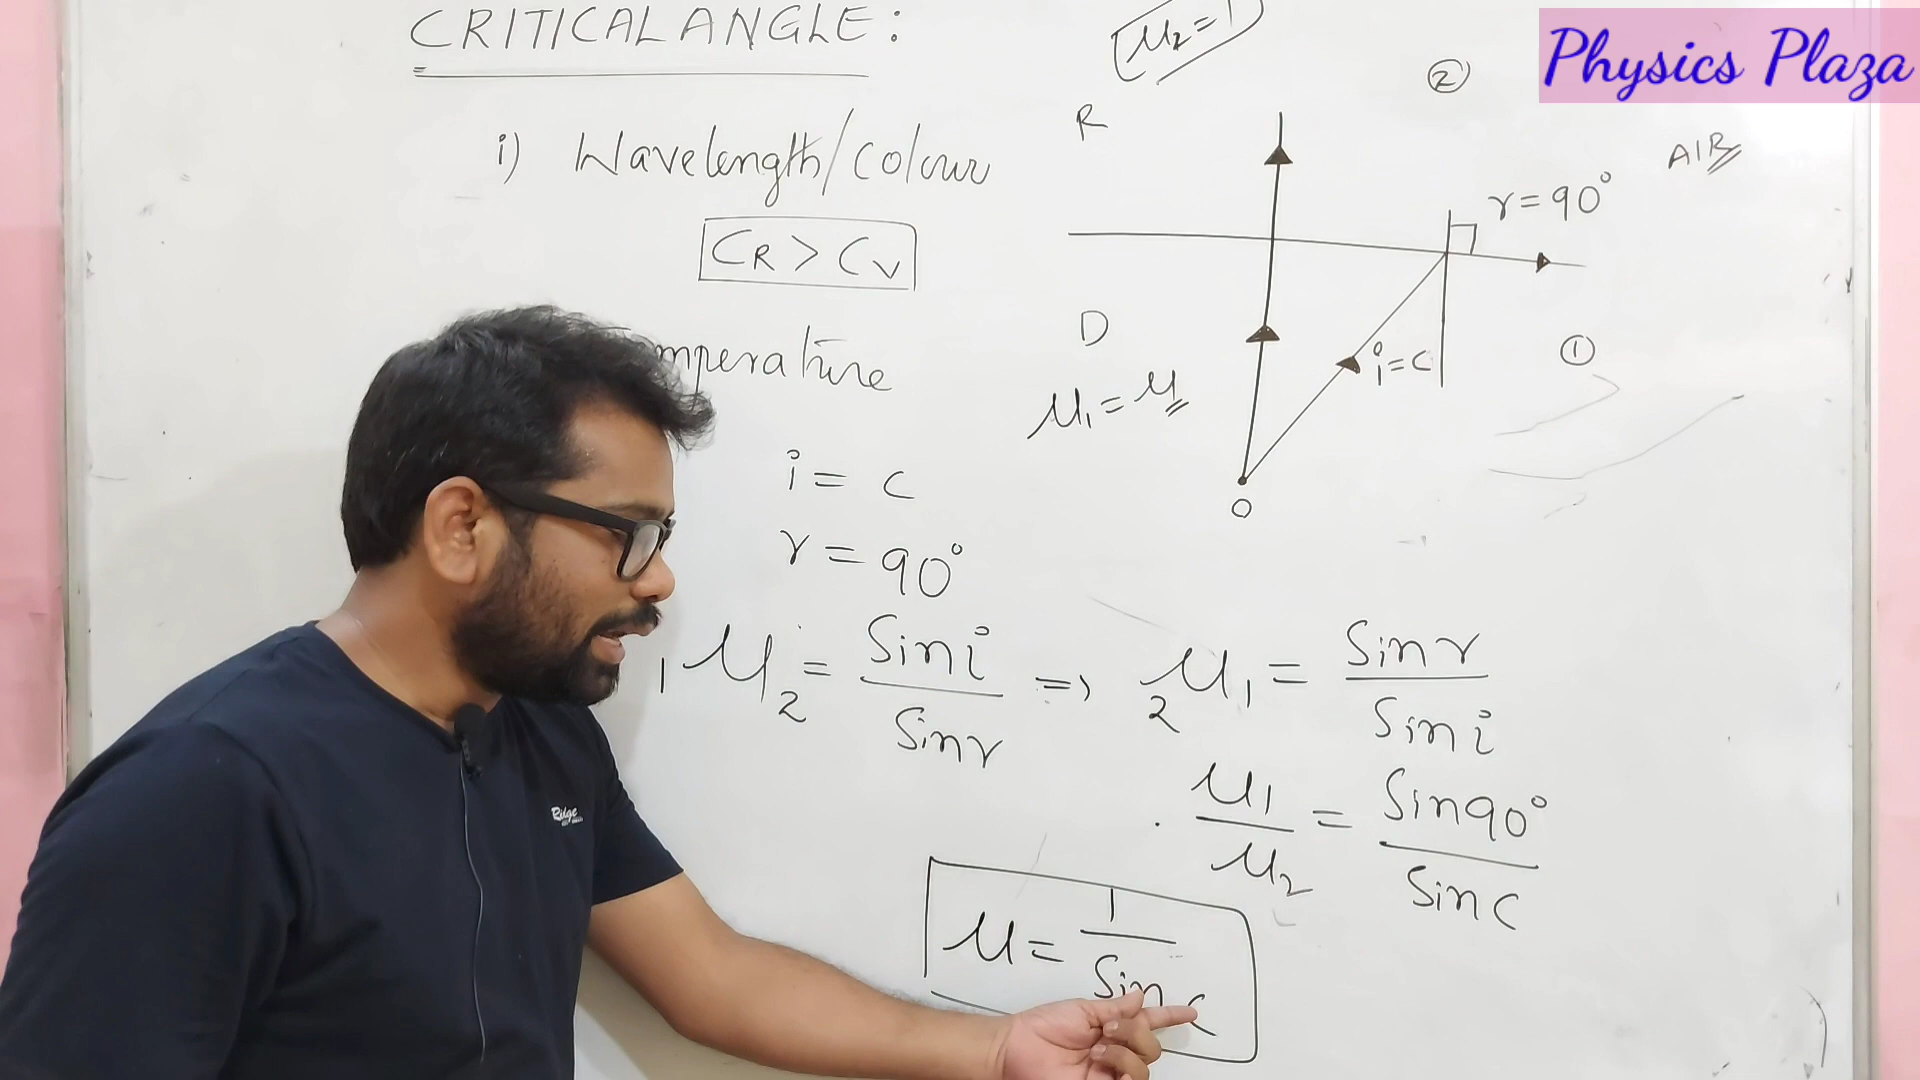 CRITICAL ANGLE :
i) Wavelength/Colour
CR > Cv
mperature
i = c
r = 90°
1μ2 = Sin i / Sin r ⇒ 2μ1 = Sin r / Sin i
μ1 / μ2 = Sin 90° / Sin C
μ = 1 / Sin C
μ2 = 1
②
Physics Plaza
R
AIR
r = 90°
D
①
i = c
μ1 = μ
O
Ridge